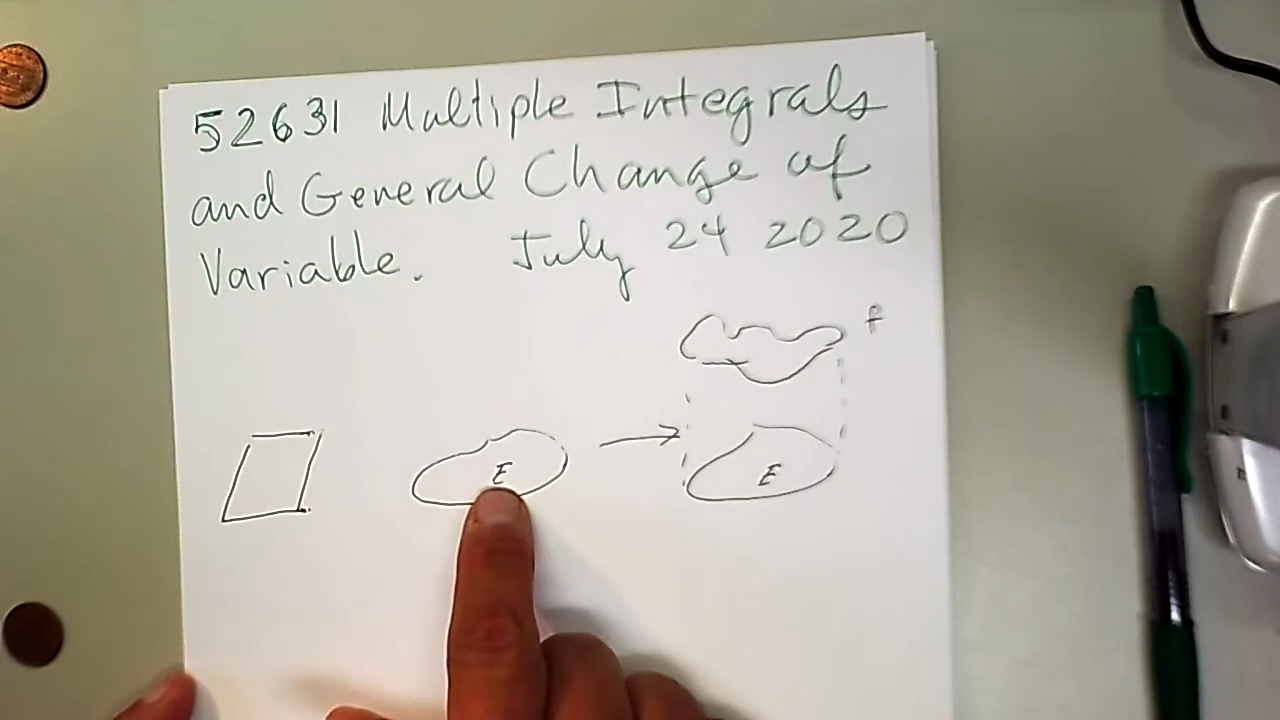 52631 Multiple Integrals
and General Change of
Variable. July 24 2020
f
E
E